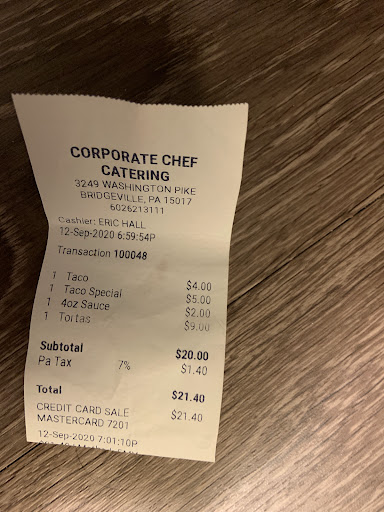 CORPORATE CHEF
CATERING
3249 WASHINGTON PIKE
BRIDGEVILLE, PA 15017
6026213111
Cashier: ERIC HALL
12-Sep-2020 6:59:54P
Transaction 100048
1 Taco $4.00
1 Taco Special $5.00
1 4oz Sauce $2.00
1 Tortas $9.00
Subtotal $20.00
Pa Tax 7% $1.40
Total $21.40
CREDIT CARD SALE $21.40
MASTERCARD 7201
12-Sep-2020 7:01:10P